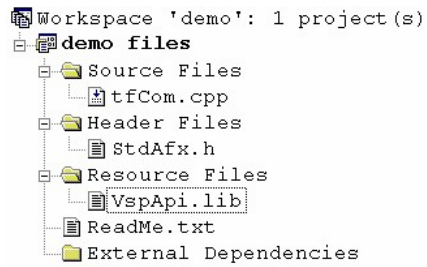 Workspace 'demo': 1 project(s)
demo files
Source Files
tfCom.cpp
Header Files
StdAfx.h
Resource Files
VspApi.lib
ReadMe.txt
External Dependencies